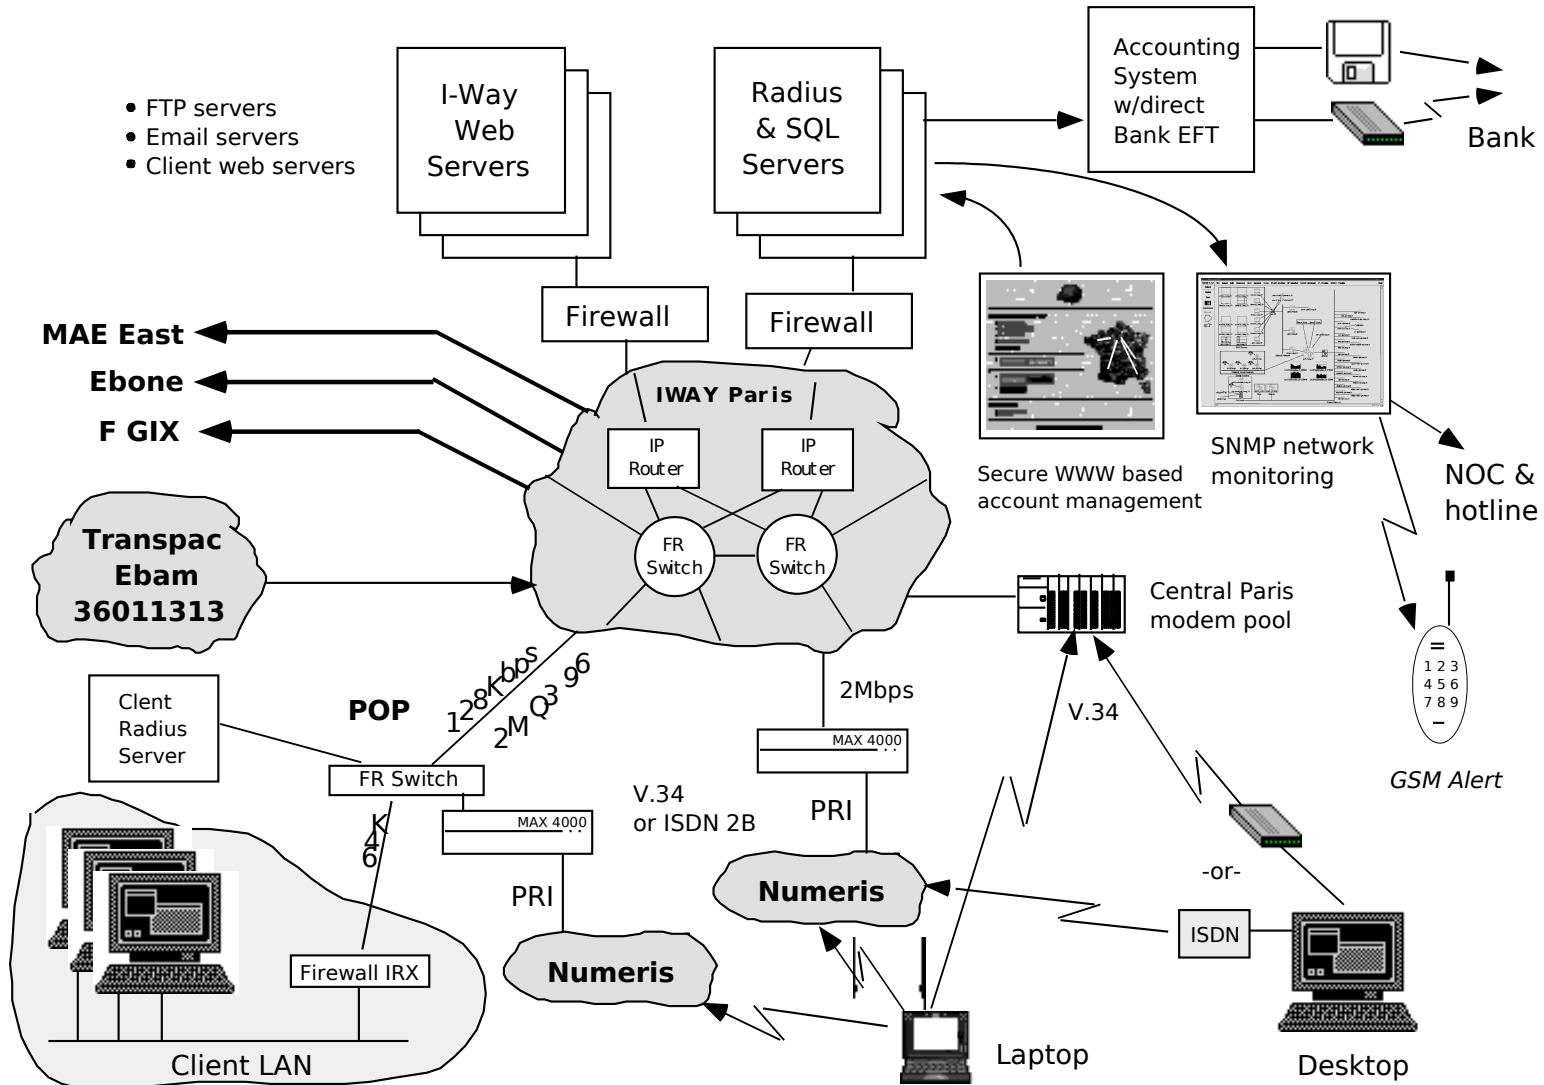 Accounting
System
w/direct
Bank EFT
Bank
I-Way
Web
Servers
Radius
& SQL
Servers
• FTP servers
• Email servers
• Client web servers
Firewall
Firewall
MAE East
Ebone
F GIX
IWAY Paris
IP
Router
IP
Router
FR
Switch
FR
Switch
Secure WWW based
account management
SNMP network
monitoring
NOC &
hotline
Transpac
Ebam
36011313
Central Paris
modem pool
=
1 2 3
4 5 6
7 8 9
–
GSM Alert
Clent
Radius
Server
POP
128Kbps
2M Q3 96
2Mbps
V.34
MAX 4000
FR Switch
K
4
6
MAX 4000
V.34
or ISDN 2B
PRI
PRI
Numeris
Numeris
-or-
ISDN
Firewall IRX
Client LAN
Laptop
Desktop